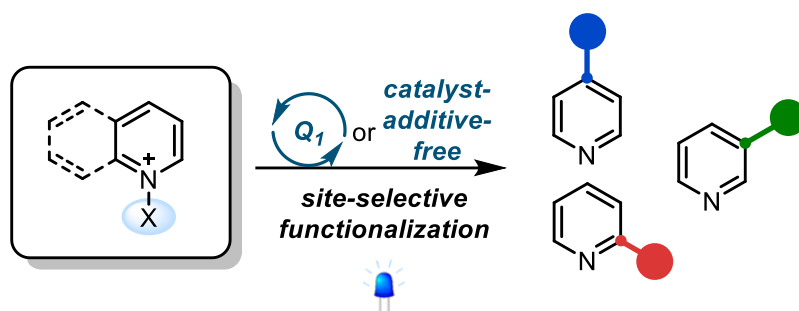 +
N
X
Q1 or
catalyst-
additive-
free
site-selective
functionalization
N
N
N